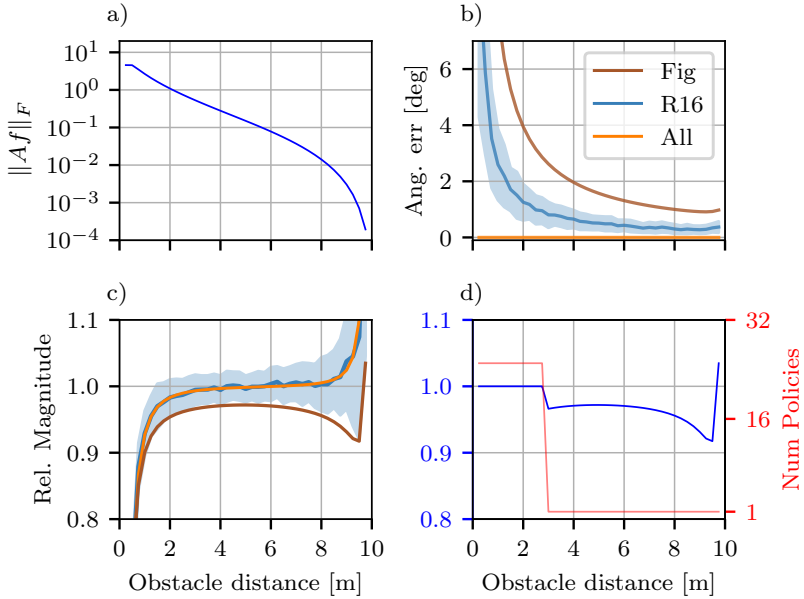 a)
b)
10^1
10^0
10^-1
10^-2
10^-3
10^-4
||Af||_F
6
4
2
0
Ang. err [deg]
Fig
R16
All
c)
d)
1.1
1.0
0.9
0.8
Rel. Magnitude
0 2 4 6 8 10
Obstacle distance [m]
1.1
1.0
0.9
0.8
32
16
1
Num Policies
0 2 4 6 8 10
Obstacle distance [m]